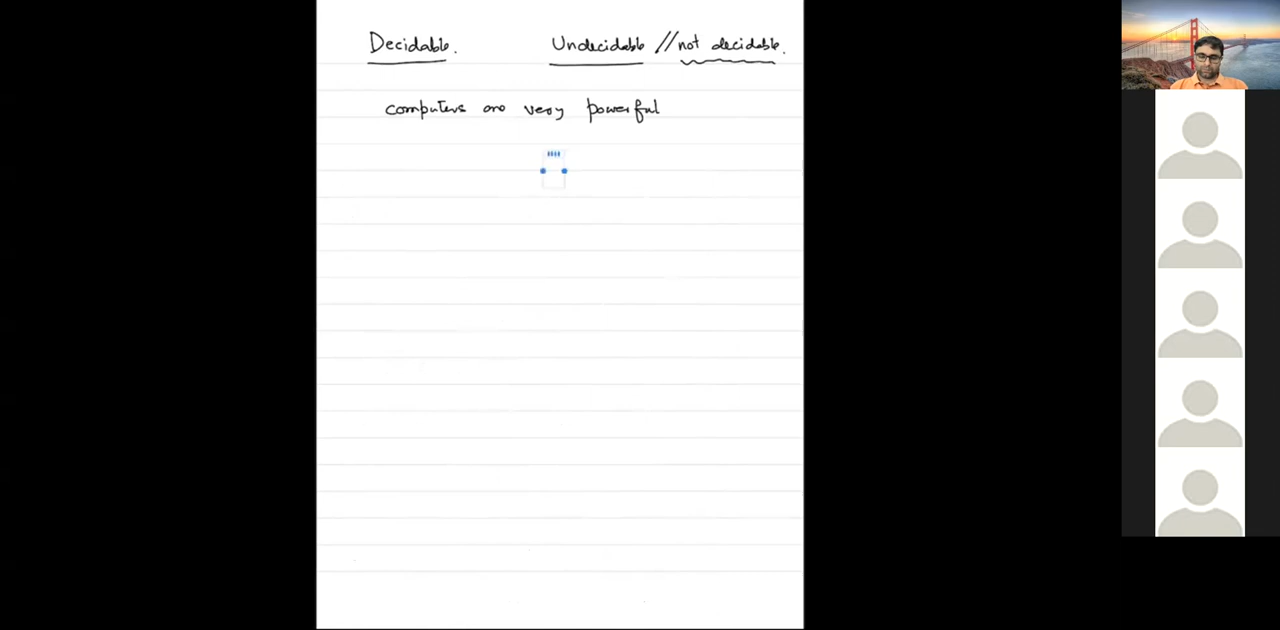 Decidable. Undecidable // not decidable.
computers are very powerful